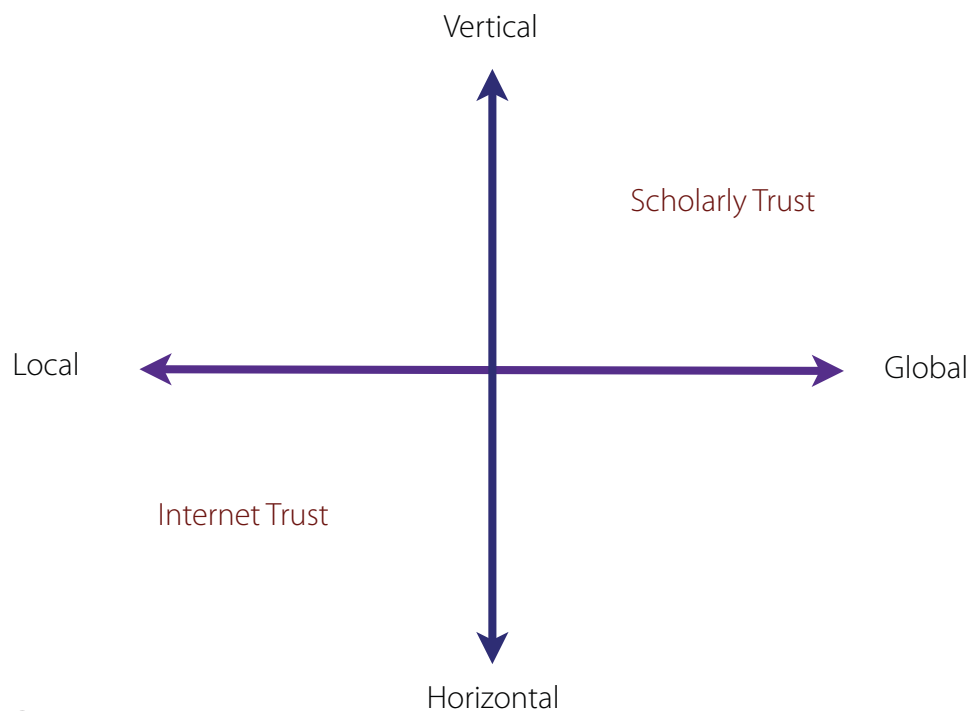 Vertical
Scholarly Trust
Local
Global
Internet Trust
Horizontal